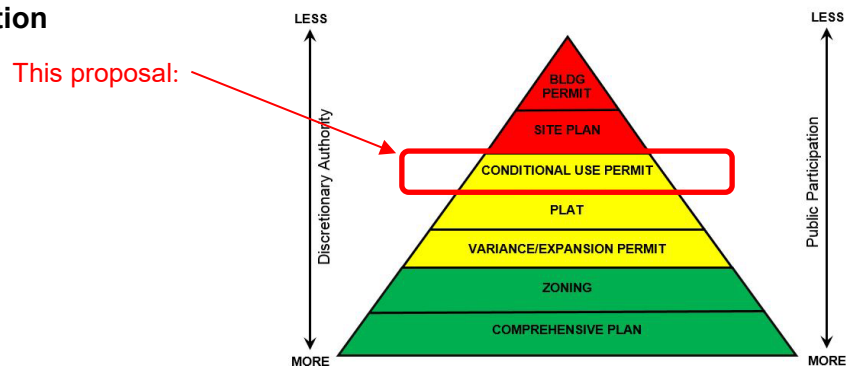 tion
LESS
LESS
This proposal:
BLDG
PERMIT
SITE PLAN
CONDITIONAL USE PERMIT
PLAT
VARIANCE/EXPANSION PERMIT
ZONING
COMPREHENSIVE PLAN
Discretionary Authority
Public Participation
MORE
MORE